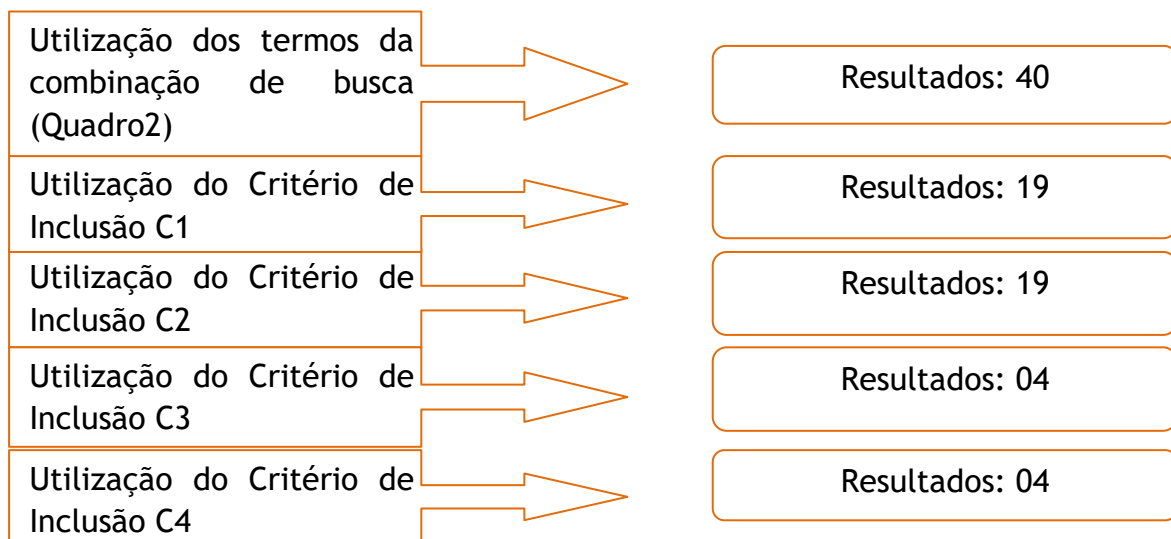 Utilização dos termos da
combinação de busca
(Quadro2)
Resultados: 40
Utilização do Critério de
Inclusão C1
Resultados: 19
Utilização do Critério de
Inclusão C2
Resultados: 19
Utilização do Critério de
Inclusão C3
Resultados: 04
Utilização do Critério de
Inclusão C4
Resultados: 04